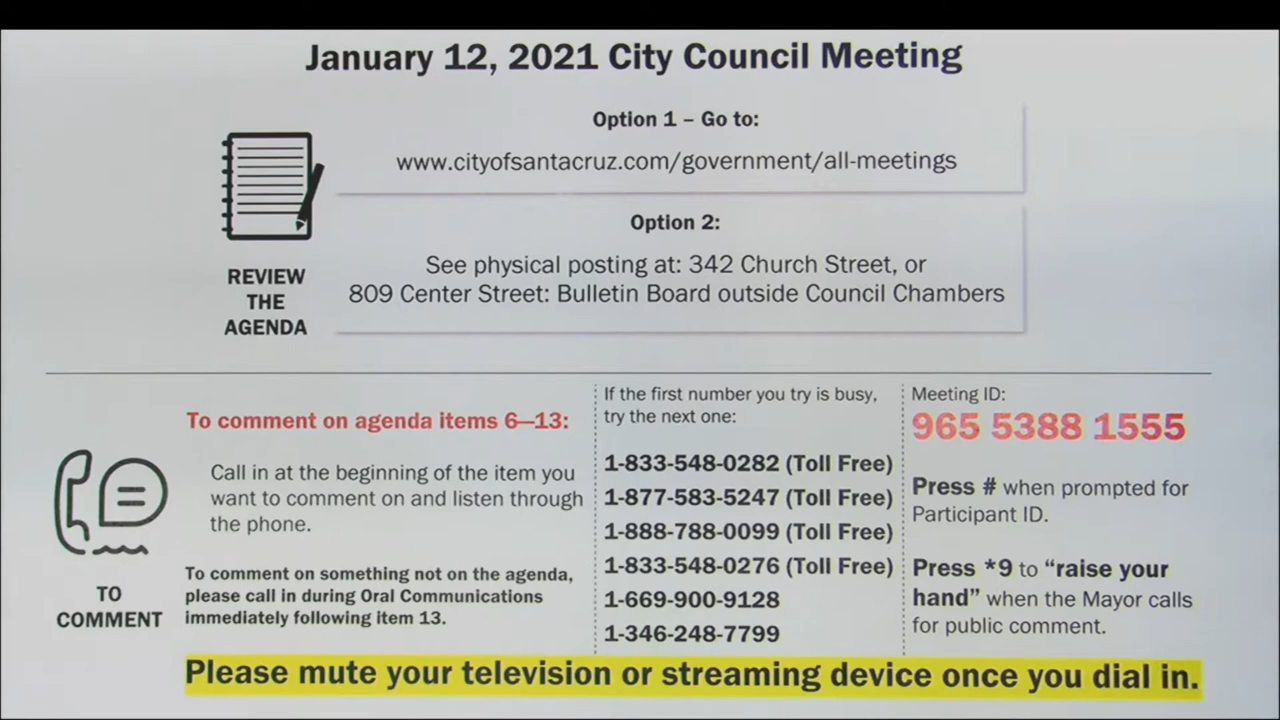 January 12, 2021 City Council Meeting
Option 1 – Go to:
www.cityofsantacruz.com/government/all-meetings
Option 2:
See physical posting at: 342 Church Street, or
809 Center Street: Bulletin Board outside Council Chambers
REVIEW
THE
AGENDA
To comment on agenda items 6—13:
Call in at the beginning of the item you
want to comment on and listen through
the phone.
To comment on something not on the agenda,
please call in during Oral Communications
immediately following item 13.
TO
COMMENT
If the first number you try is busy,
try the next one:
1-833-548-0282 (Toll Free)
1-877-583-5247 (Toll Free)
1-888-788-0099 (Toll Free)
1-833-548-0276 (Toll Free)
1-669-900-9128
1-346-248-7799
Meeting ID:
965 5388 1555
Press # when prompted for
Participant ID.
Press *9 to “raise your
hand” when the Mayor calls
for public comment.
Please mute your television or streaming device once you dial in.